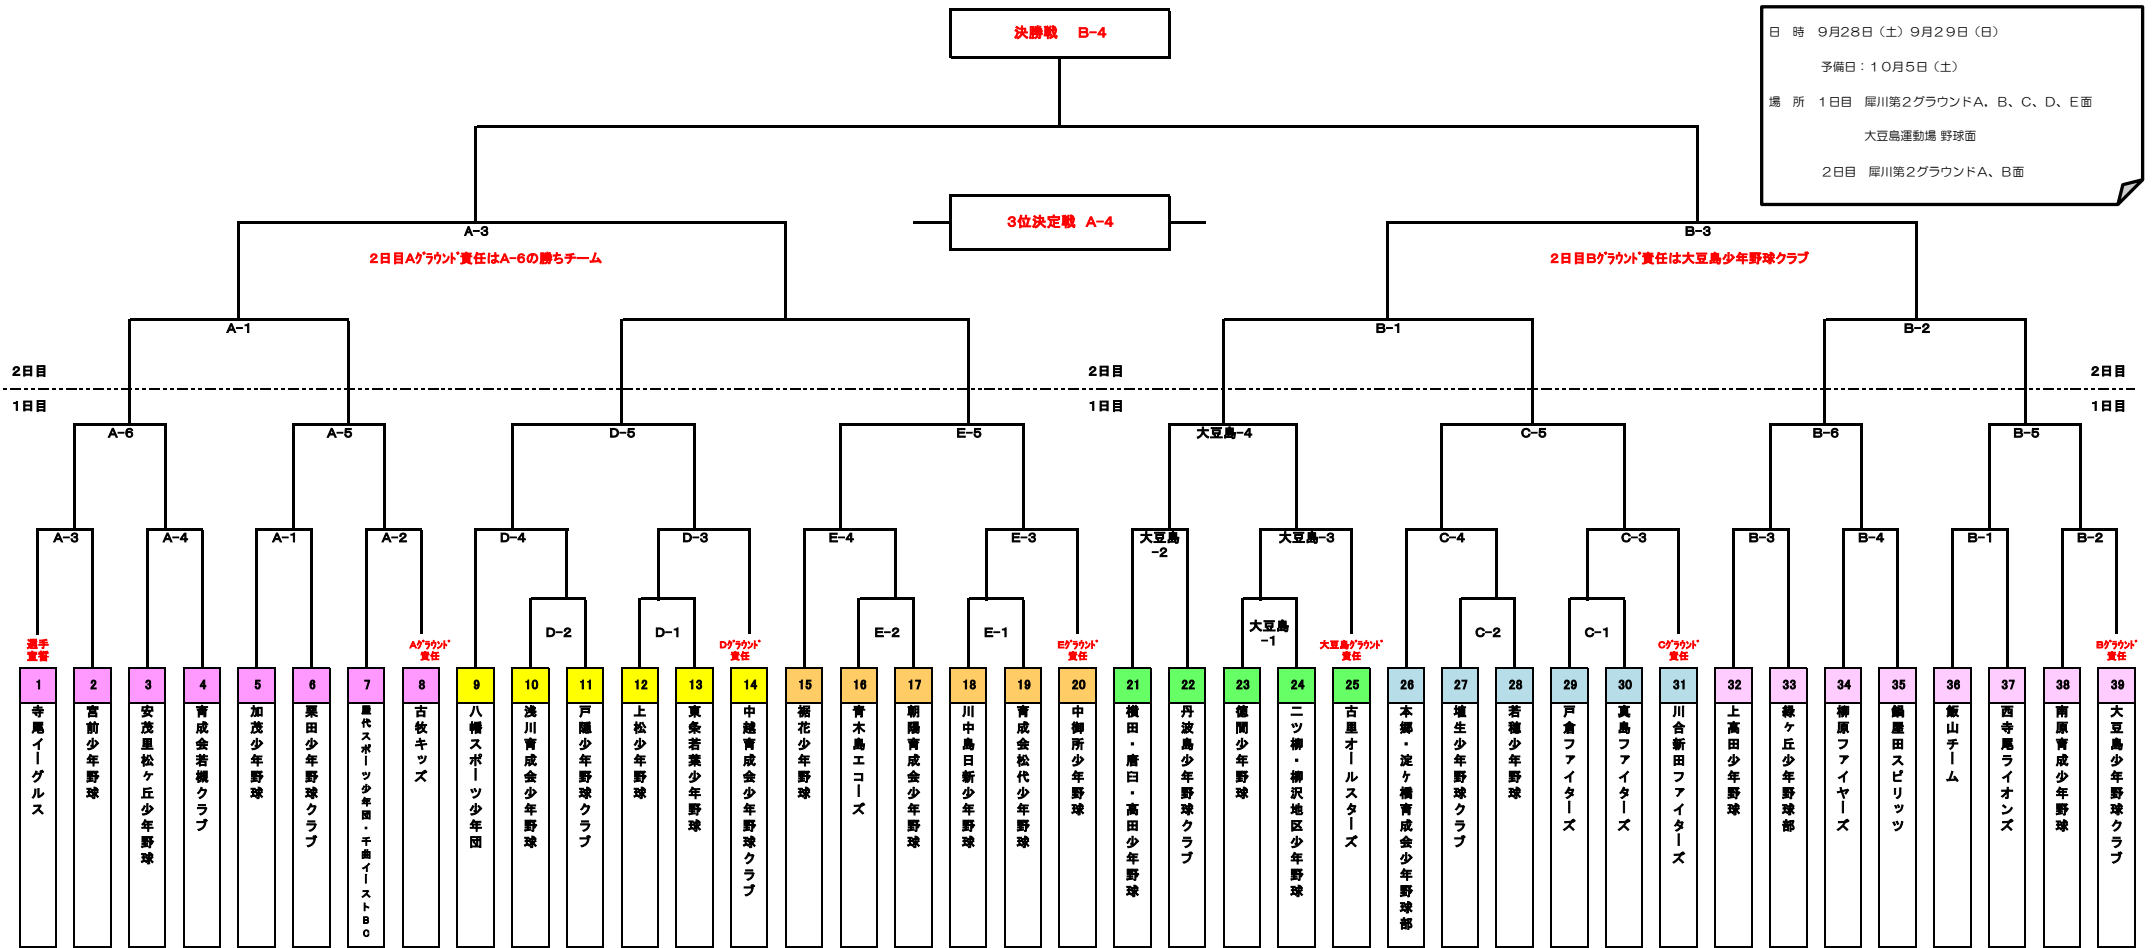 決勝戦 B-4
日 時 9月28日（土）9月29日（日）
予備日：10月5日（土）
場 所 1日目 犀川第2グラウンドA．B、C、D、E面
大豆島運動場 野球面
2日目 犀川第2グラウンドA、B面
3位決定戦 A-4
A-3
B-3
2日目Aグラウンド責任はA-6の勝ちチーム
2日目Bグラウンド責任は大豆島少年野球クラブ
A-1
B-1
B-2
2日目
2日目
2日目
1日目
1日目
1日目
A-6
A-5
D-5
E-5
大豆島-4
C-5
B-6
B-5
A-3
A-4
A-1
A-2
D-4
D-3
E-4
E-3
大豆島
-2
大豆島-3
C-4
C-3
B-3
B-4
B-1
B-2
D-2
D-1
E-2
E-1
大豆島
-1
C-2
C-1
選手
宣誓
Aグラウンド
責任
Dグラウンド
責任
Eグラウンド
責任
大豆島グラウンド
責任
Cグラウンド
責任
Bグラウンド
責任
1
寺尾イーグルス
2
宮前少年野球
3
安茂里松ヶ丘少年野球
4
育成会若槻クラブ
5
加茂少年野球
6
栗田少年野球クラブ
7
屋代スポーツ少年団・千曲イーストBC
8
古牧キッズ
9
八幡スポーツ少年団
10
浅川育成会少年野球
11
戸隠少年野球クラブ
12
上松少年野球
13
東条若葉少年野球
14
中越育成会少年野球クラブ
15
裾花少年野球
16
青木島エコーズ
17
朝陽育成会少年野球
18
川中島日新少年野球
19
育成会松代少年野球
20
中御所少年野球
21
横田・唐臼・高田少年野球
22
丹波島少年野球クラブ
23
徳間少年野球
24
二ツ柳・柳沢地区少年野球
25
古里オールスターズ
26
本郷・淀ヶ橋育成会少年野球部
27
埴生少年野球クラブ
28
若穂少年野球
29
戸倉ファイターズ
30
真島ファイターズ
31
川合新田ファイターズ
32
上高田少年野球
33
緑ヶ丘少年野球部
34
柳原ファイヤーズ
35
鍋屋田スピリッツ
36
飯山チーム
37
西寺尾ライオンズ
38
南原育成少年野球
39
大豆島少年野球クラブ